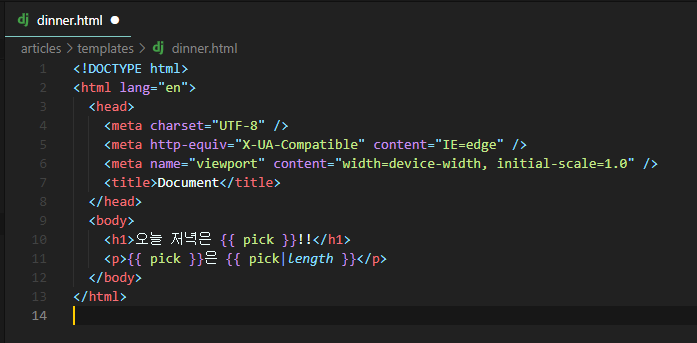 dj dinner.html
articles > templates > dj dinner.html
1 <!DOCTYPE html>
2 <html lang="en">
3 <head>
4 <meta charset="UTF-8" />
5 <meta http-equiv="X-UA-Compatible" content="IE=edge" />
6 <meta name="viewport" content="width=device-width, initial-scale=1.0" />
7 <title>Document</title>
8 </head>
9 <body>
10 <h1>오늘 저녁은 {{ pick }}!!</h1>
11 <p>{{ pick }}은 {{ pick|length }}</p>
12 </body>
13 </html>
14